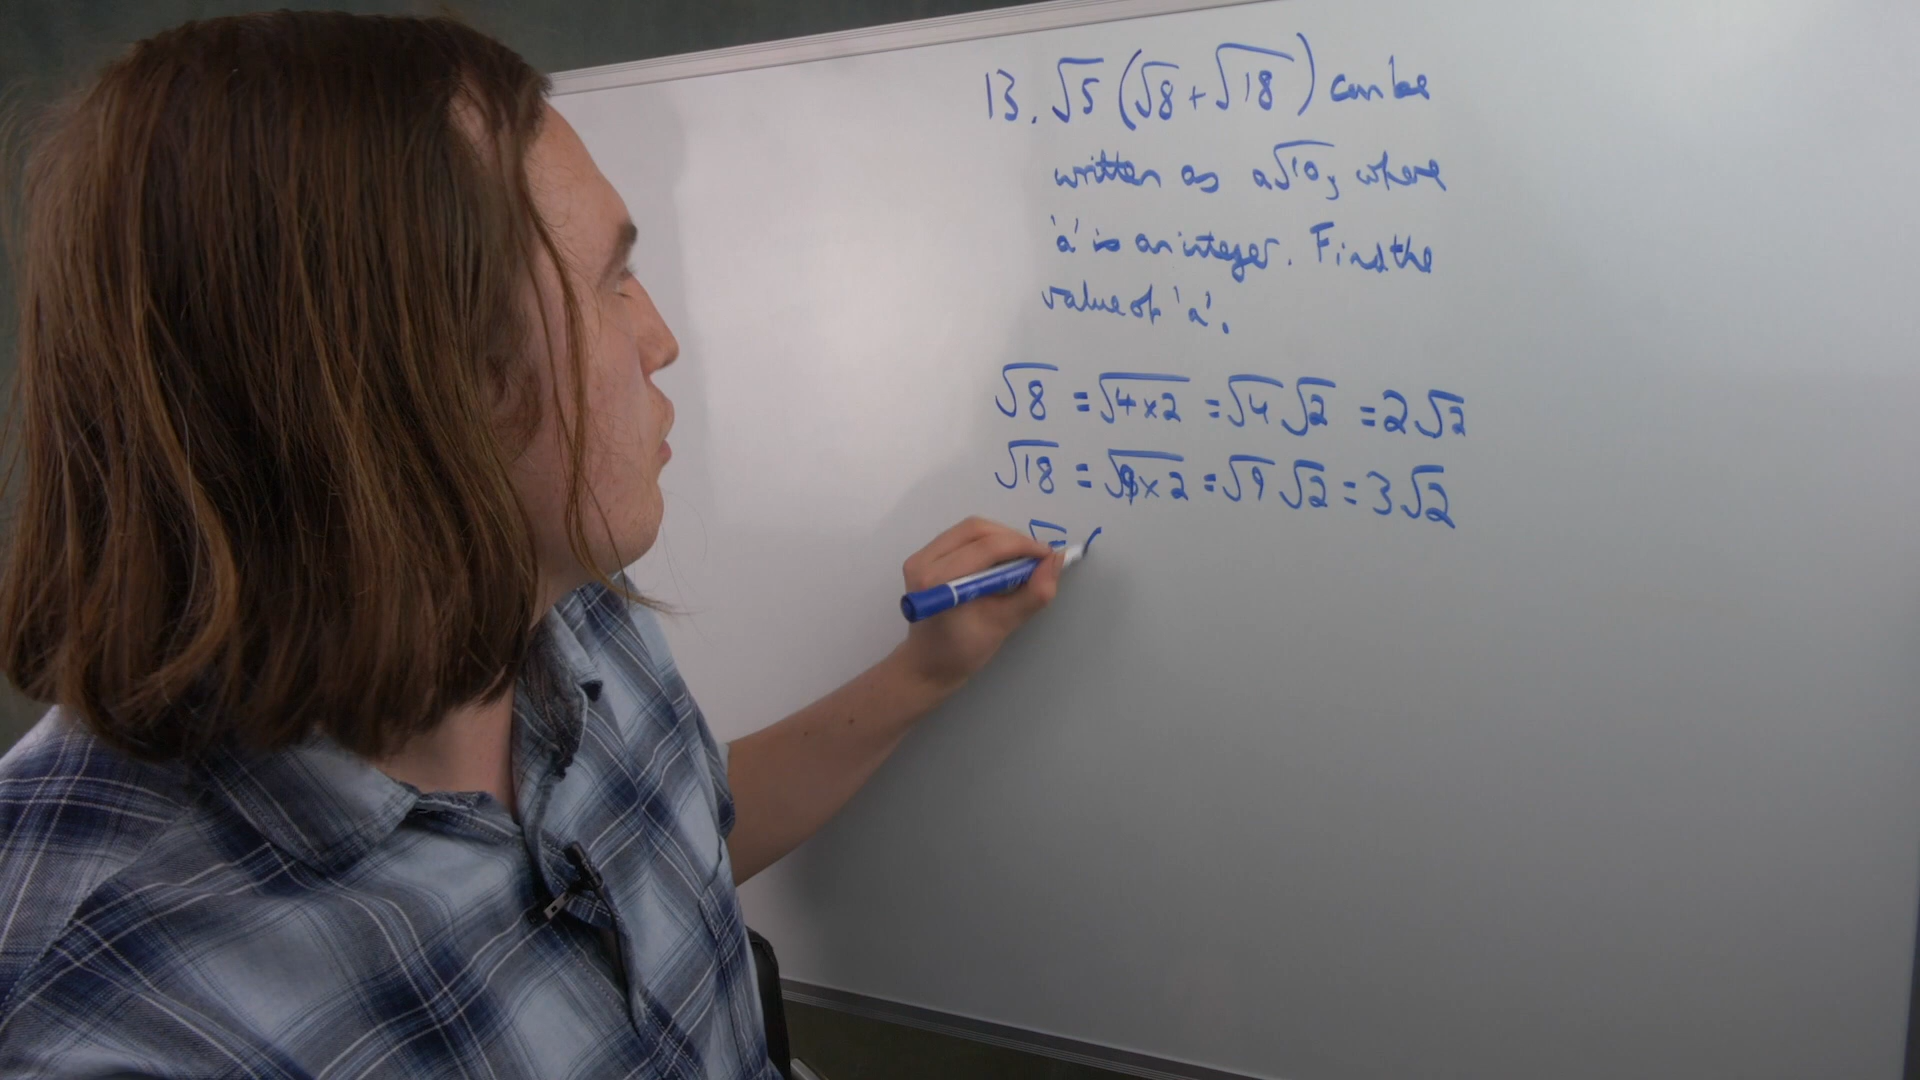 13. √5 (√8 + √18) can be
written as a√10, where
'a' is an integer. Find the
value of 'a'.
√8 = √4×2 = √4 √2 = 2√2
√18 = √9×2 = √9 √2 = 3√2
√5 (